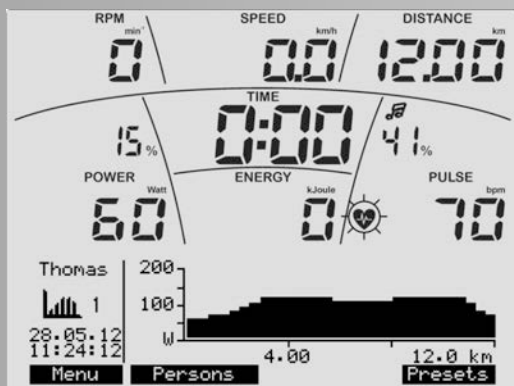 RPM SPEED DISTANCE
min⁻¹ km/h km
0 0.0 12.00
TIME
15% 0:00 41%
POWER ENERGY PULSE
Watt kJoule bpm
60 0 70
Thomas 200
1 100
28.05.12 W
11:24:12 4.00 12.0 km
Menu Persons Presets